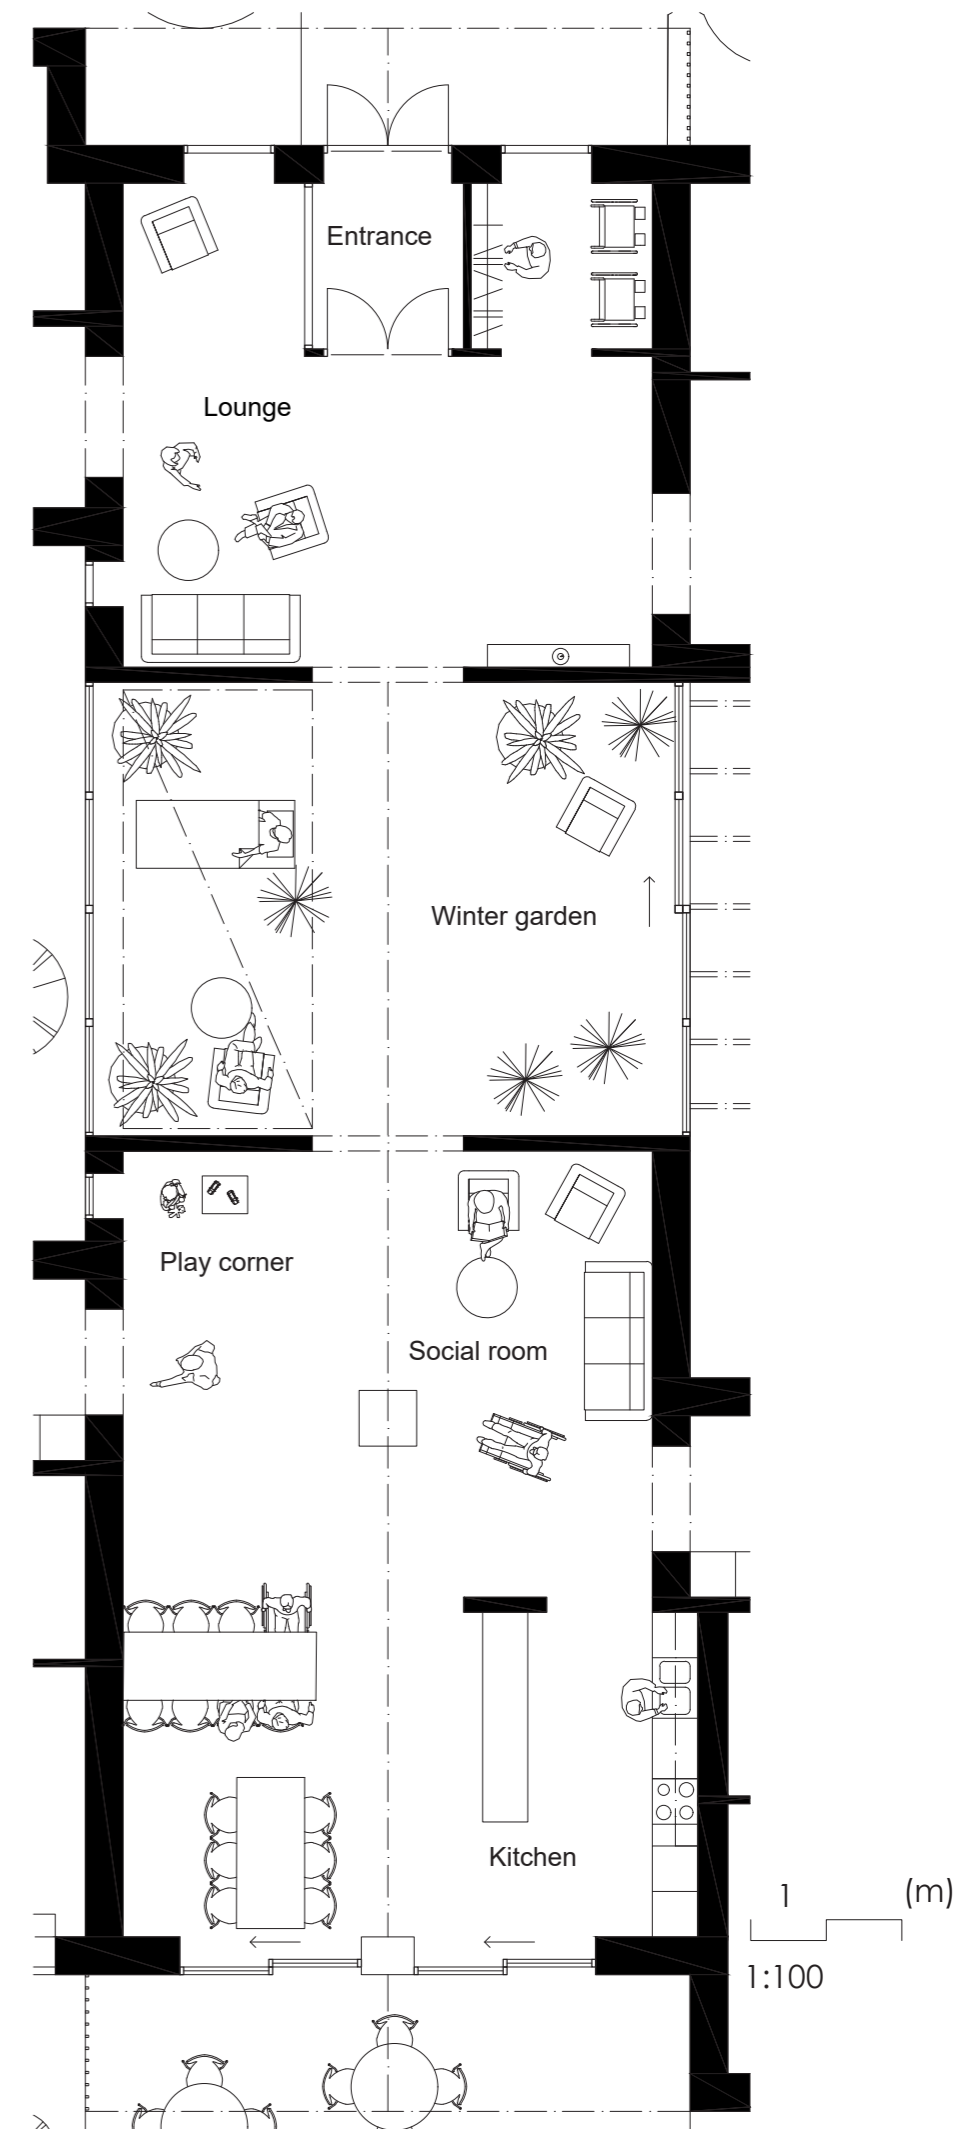 Entrance
Lounge
Winter garden
Play corner
Social room
Kitchen
1 (m)
1:100